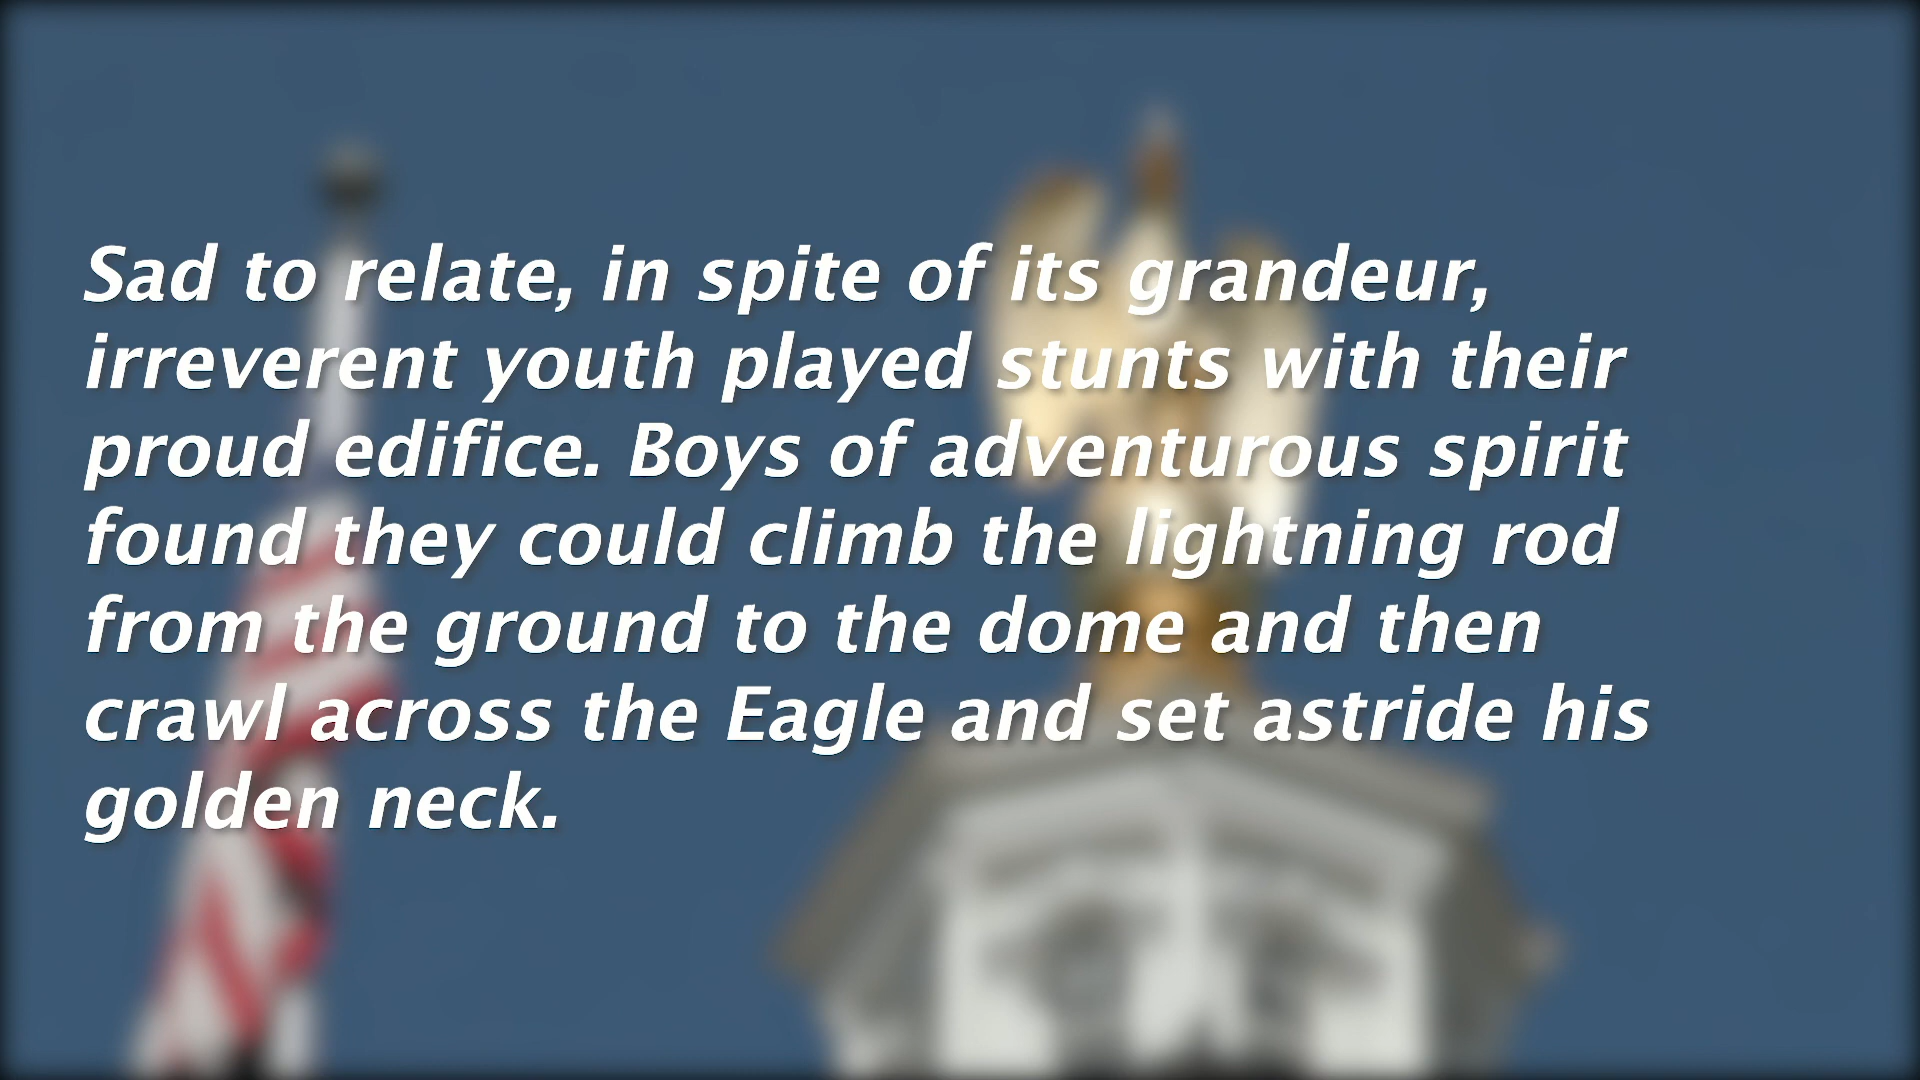 Sad to relate, in spite of its grandeur,
irreverent youth played stunts with their
proud edifice. Boys of adventurous spirit
found they could climb the lightning rod
from the ground to the dome and then
crawl across the Eagle and set astride his
golden neck.